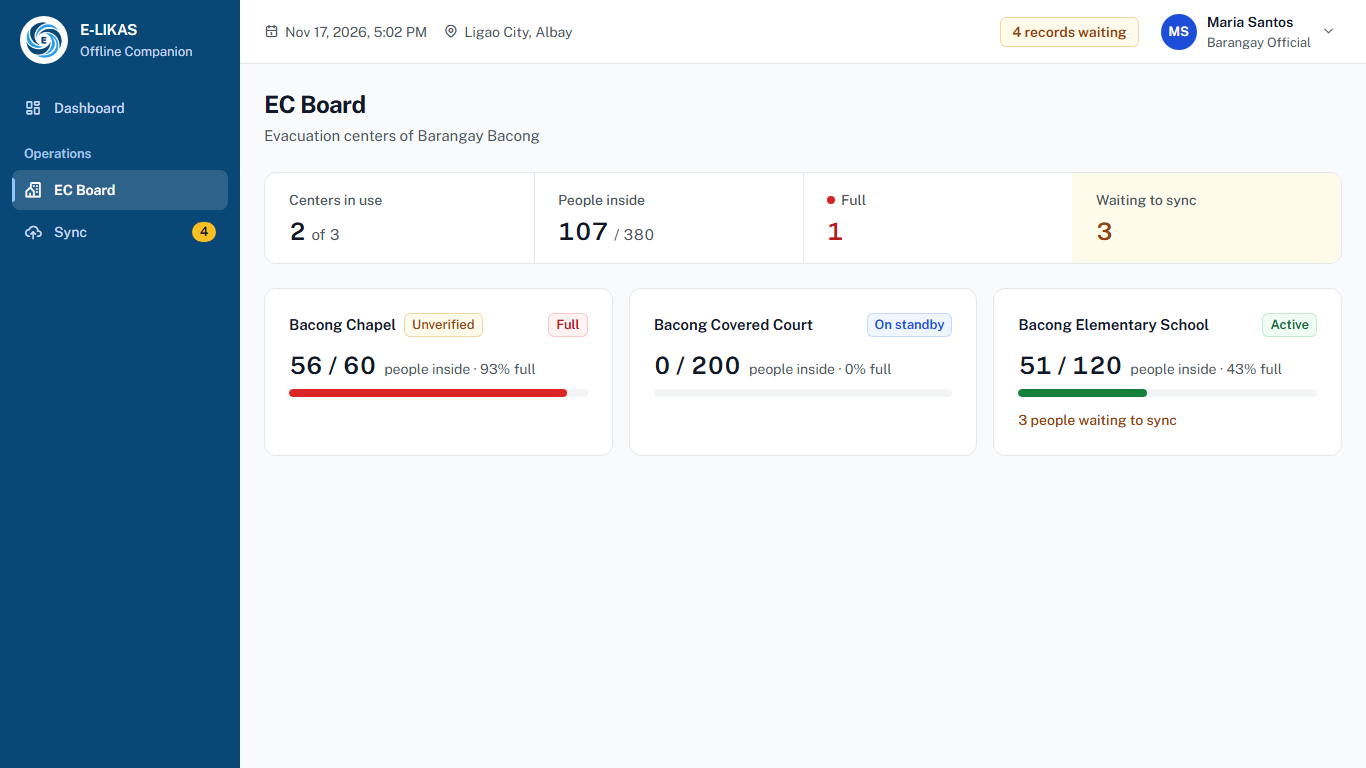 E-LIKAS
Offline Companion
Dashboard
Operations
EC Board
Sync 4
Nov 17, 2026, 5:02 PM Ligao City, Albay
4 records waiting
MS
Maria Santos
Barangay Official
EC Board
Evacuation centers of Barangay Bacong
Centers in use
2 of 3
People inside
107 / 380
Full
1
Waiting to sync
3
Bacong Chapel Unverified Full
56 / 60 people inside · 93% full
Bacong Covered Court On standby
0 / 200 people inside · 0% full
Bacong Elementary School Active
51 / 120 people inside · 43% full
3 people waiting to sync